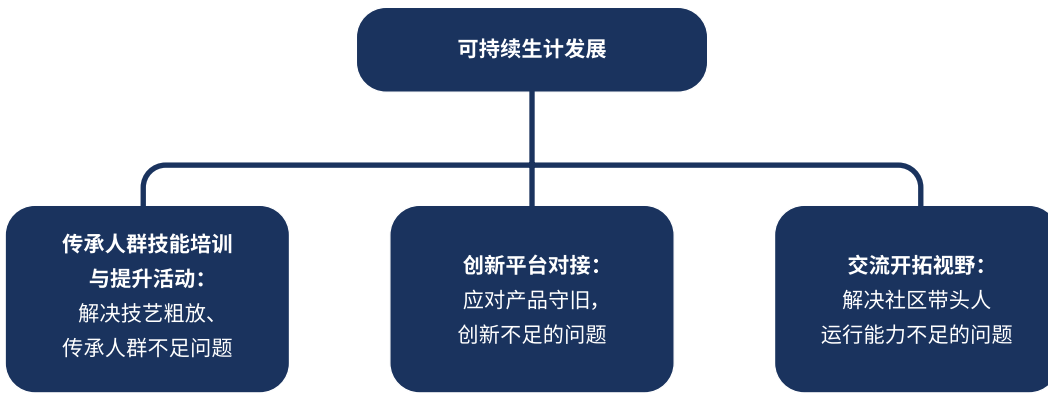 可持续生计发展
传承人群技能培训
与提升活动：
解决技艺粗放、
传承人群不足问题
创新平台对接：
应对产品守旧，
创新不足的问题
交流开拓视野：
解决社区带头人
运行能力不足的问题